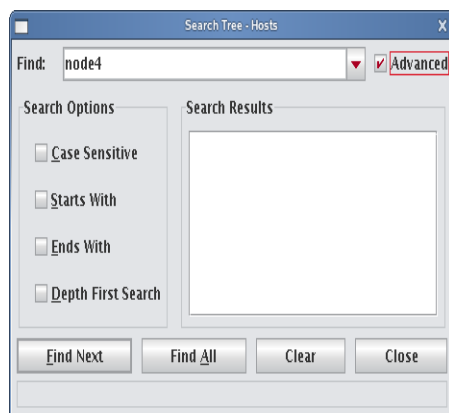 Search Tree - Hosts X
Find: node4 Advanced
Search Options
Case Sensitive
Starts With
Ends With
Depth First Search
Search Results
Find Next Find All Clear Close